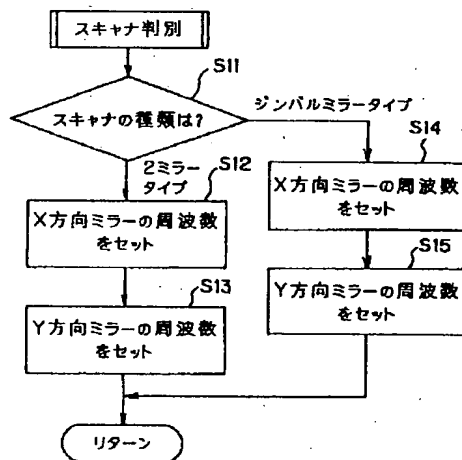 スキャナ判別
S11
スキャナの種類は?
ジンバルミラータイプ
2ミラー
タイプ
S12
X方向ミラーの周波数
をセット
S13
Y方向ミラーの周波数
をセット
S14
X方向ミラーの周波数
をセット
S15
Y方向ミラーの周波数
をセット
リターン